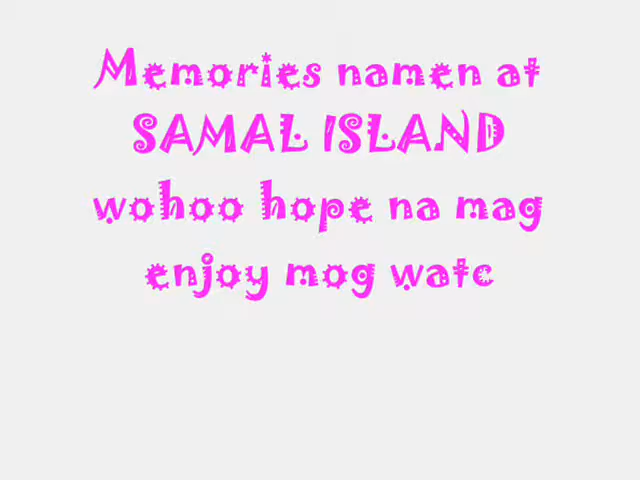 Memories namen at
SAMAL ISLAND
wohoo hope na mag
enjoy mog watc